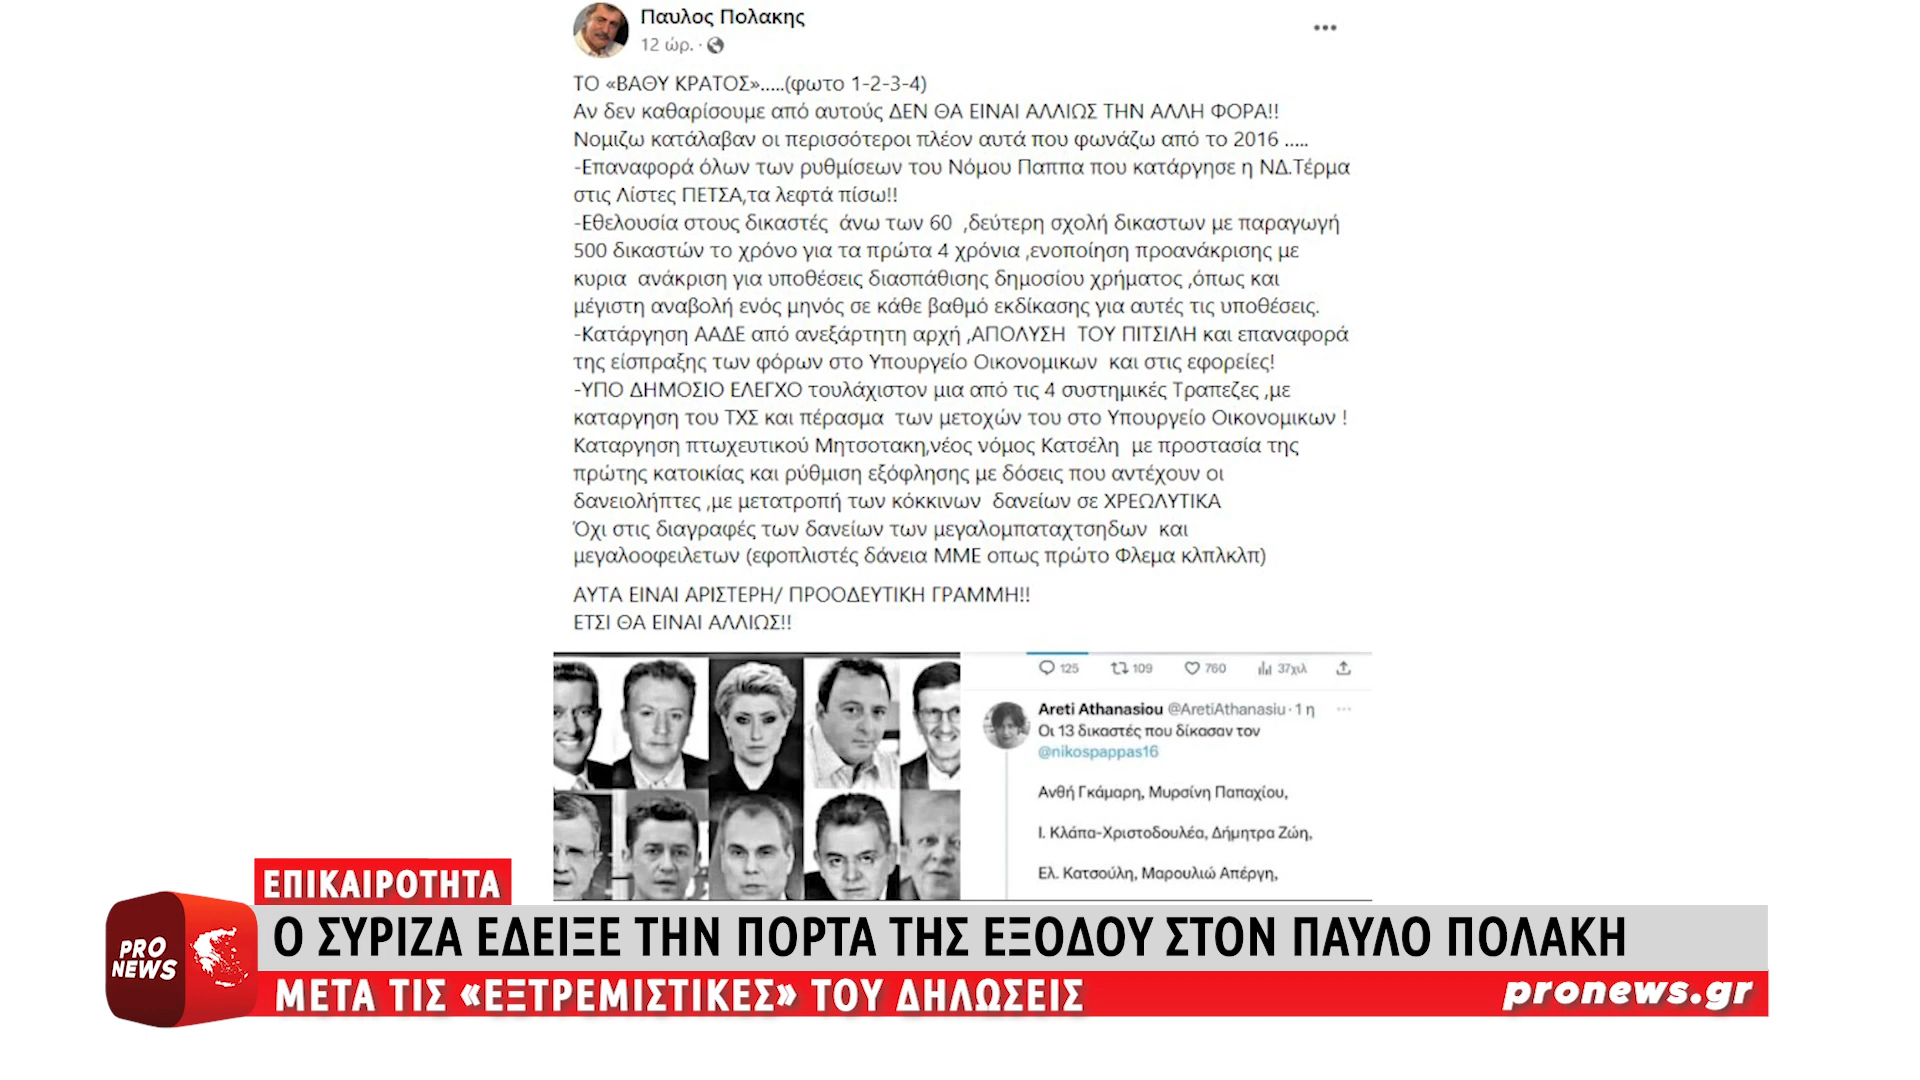 Παυλος Πολακης
12 ώρ. ·
ΤΟ «ΒΑΘΥ ΚΡΑΤΟΣ».....(φωτο 1-2-3-4)
Αν δεν καθαρίσουμε από αυτούς ΔΕΝ ΘΑ ΕΙΝΑΙ ΑΛΛΙΩΣ ΤΗΝ ΑΛΛΗ ΦΟΡΑ!!
Νομιζω κατάλαβαν οι περισσότεροι πλέον αυτά που φωνάζω από το 2016 .....
-Επαναφορά όλων των ρυθμίσεων του Νόμου Παππα που κατάργησε η ΝΔ.Τέρμα
στις Λίστες ΠΕΤΣΑ,τα λεφτά πίσω!!
-Εθελουσία στους δικαστές  άνω των 60  ,δεύτερη σχολή δικαστων με παραγωγή
500 δικαστών το χρόνο για τα πρώτα 4 χρόνια ,ενοποίηση προανάκρισης με
κυρια  ανάκριση για υποθέσεις διασπάθισης δημοσίου χρήματος ,όπως και
μέγιστη αναβολή ενός μηνός σε κάθε βαθμό εκδίκασης για αυτές τις υποθέσεις.
-Κατάργηση ΑΑΔΕ από ανεξάρτητη αρχή ,ΑΠΟΛΥΣΗ  ΤΟΥ ΠΙΤΣΙΛΗ και επαναφορά
της είσπραξης των φόρων στο Υπουργείο Οικονομικων  και στις εφορείες!
-ΥΠΟ ΔΗΜΟΣΙΟ ΕΛΕΓΧΟ τουλάχιστον μια από τις 4 συστημικές Τραπεζες ,με
καταργηση του ΤΧΣ και πέρασμα  των μετοχών του στο Υπουργείο Οικονομικων !
Καταργηση πτωχευτικού Μητσοτακη,νέος νόμος Κατσέλη  με προστασία της
πρώτης κατοικίας και ρύθμιση εξόφλησης με δόσεις που αντέχουν οι
δανειολήπτες ,με μετατροπή των κόκκινων  δανείων σε ΧΡΕΩΛΥΤΙΚΑ
Όχι στις διαγραφές των δανείων των μεγαλομπαταχτσηδων  και
μεγαλοοφειλετων (εφοπλιστές δάνεια ΜΜΕ οπως πρώτο Φλεμα κλπλκλπ)
ΑΥΤΑ ΕΙΝΑΙ ΑΡΙΣΤΕΡΗ/ ΠΡΟΟΔΕΥΤΙΚΗ ΓΡΑΜΜΗ!!
ΕΤΣΙ ΘΑ ΕΙΝΑΙ ΑΛΛΙΩΣ!!
125 109 760 37χιλ
Areti Athanasiou @AretiAthanasiu · 1 η
Οι 13 δικαστές που δίκασαν τον
@nikospappas16
Ανθή Γκάμαρη, Μυρσίνη Παπαχίου,
Ι. Κλάπα-Χριστοδουλέα, Δήμητρα Ζώη,
Ελ. Κατσούλη, Μαρουλιώ Απέργη,
ΕΠΙΚΑΙΡΟΤΗΤΑ
PRO
NEWS
Ο ΣΥΡΙΖΑ ΕΔΕΙΞΕ ΤΗΝ ΠΟΡΤΑ ΤΗΣ ΕΞΟΔΟΥ ΣΤΟΝ ΠΑΥΛΟ ΠΟΛΑΚΗ
ΜΕΤΑ ΤΙΣ «ΕΞΤΡΕΜΙΣΤΙΚΕΣ» ΤΟΥ ΔΗΛΩΣΕΙΣ
pronews.gr